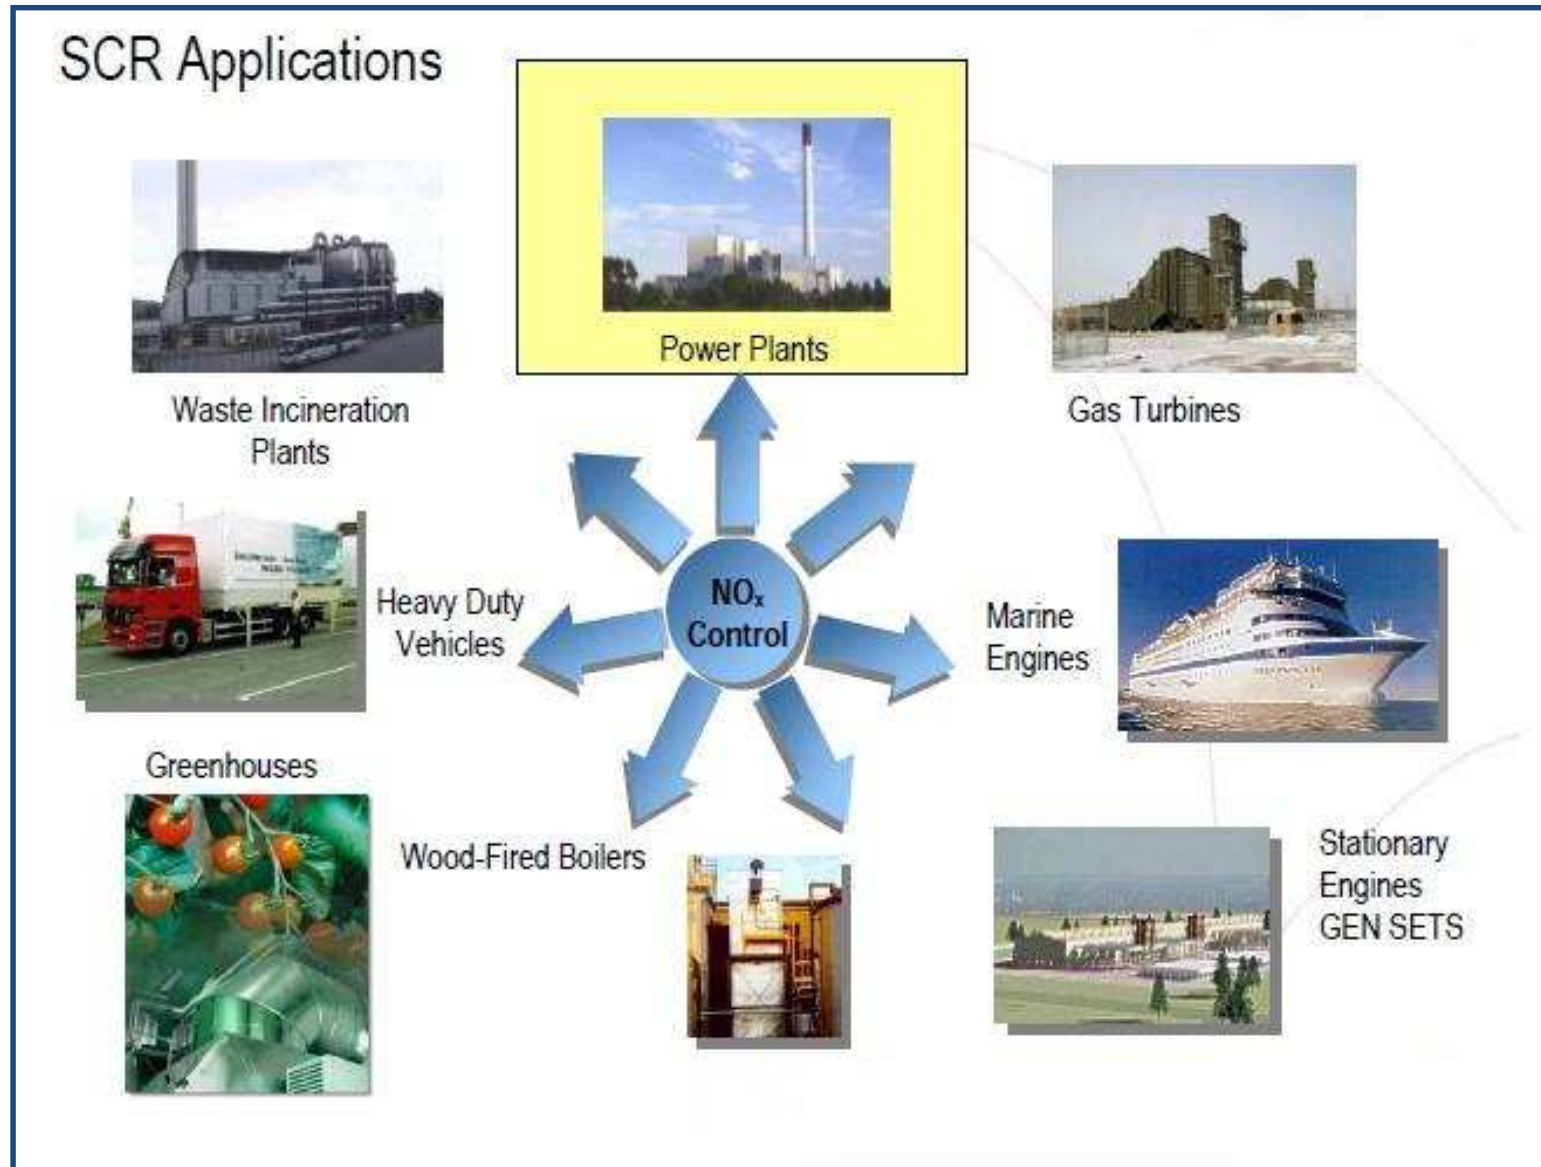 SCR Applications
Power Plants
Waste Incineration
Plants
Gas Turbines
Heavy Duty
Vehicles
NOₓ
Control
Marine
Engines
Greenhouses
Wood-Fired Boilers
Stationary
Engines
GEN SETS